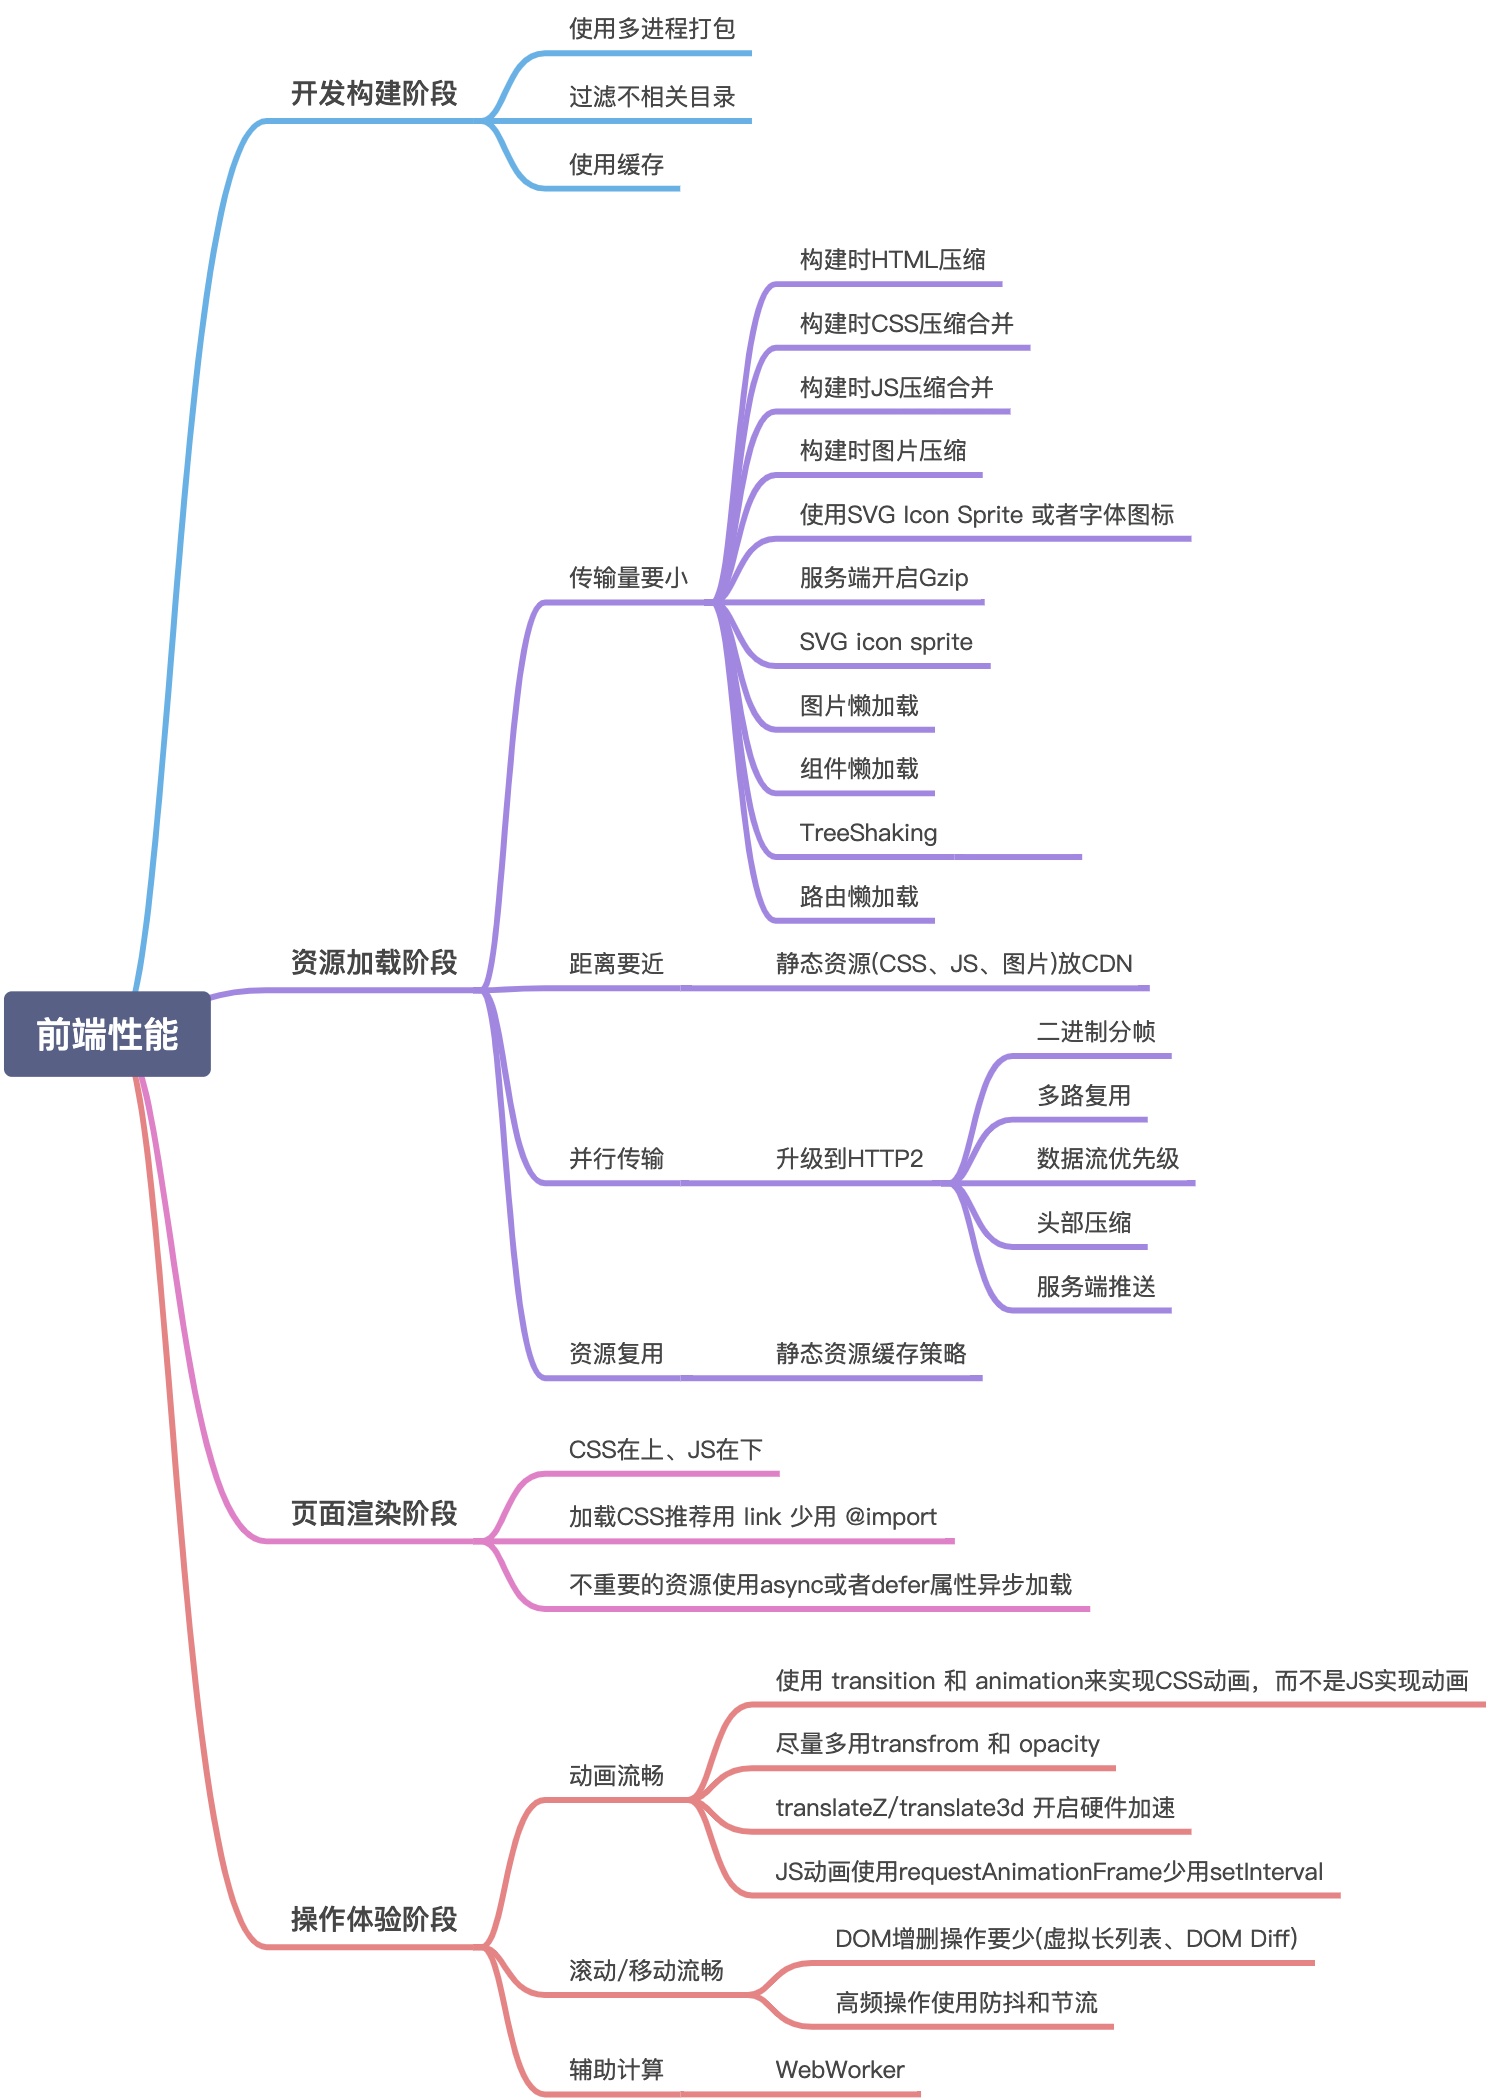 前端性能
开发构建阶段
使用多进程打包
过滤不相关目录
使用缓存
资源加载阶段
传输量要小
构建时HTML压缩
构建时CSS压缩合并
构建时JS压缩合并
构建时图片压缩
使用SVG Icon Sprite 或者字体图标
服务端开启Gzip
SVG icon sprite
图片懒加载
组件懒加载
TreeShaking
路由懒加载
距离要近
静态资源(CSS、JS、图片)放CDN
并行传输
升级到HTTP2
二进制分帧
多路复用
数据流优先级
头部压缩
服务端推送
资源复用
静态资源缓存策略
页面渲染阶段
CSS在上、JS在下
加载CSS推荐用 link 少用 @import
不重要的资源使用async或者defer属性异步加载
操作体验阶段
动画流畅
使用 transition 和 animation来实现CSS动画，而不是JS实现动画
尽量多用transfrom 和 opacity
translateZ/translate3d 开启硬件加速
JS动画使用requestAnimationFrame少用setInterval
滚动/移动流畅
DOM增删操作要少(虚拟长列表、DOM Diff)
高频操作使用防抖和节流
辅助计算
WebWorker